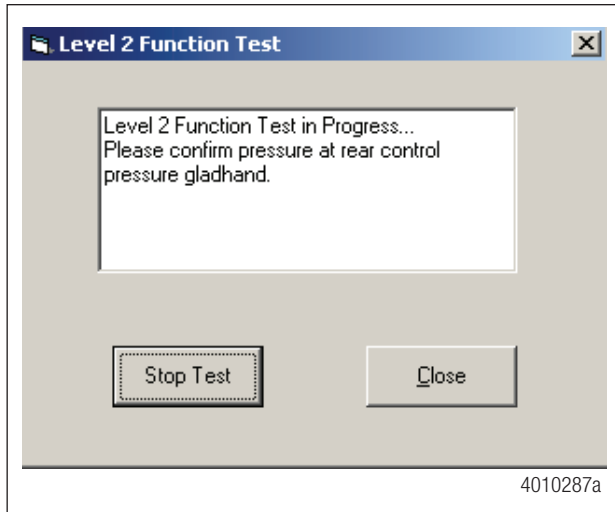 Level 2 Function Test
Level 2 Function Test in Progress...
Please confirm pressure at rear control
pressure gladhand.
Stop Test
Close
4010287a